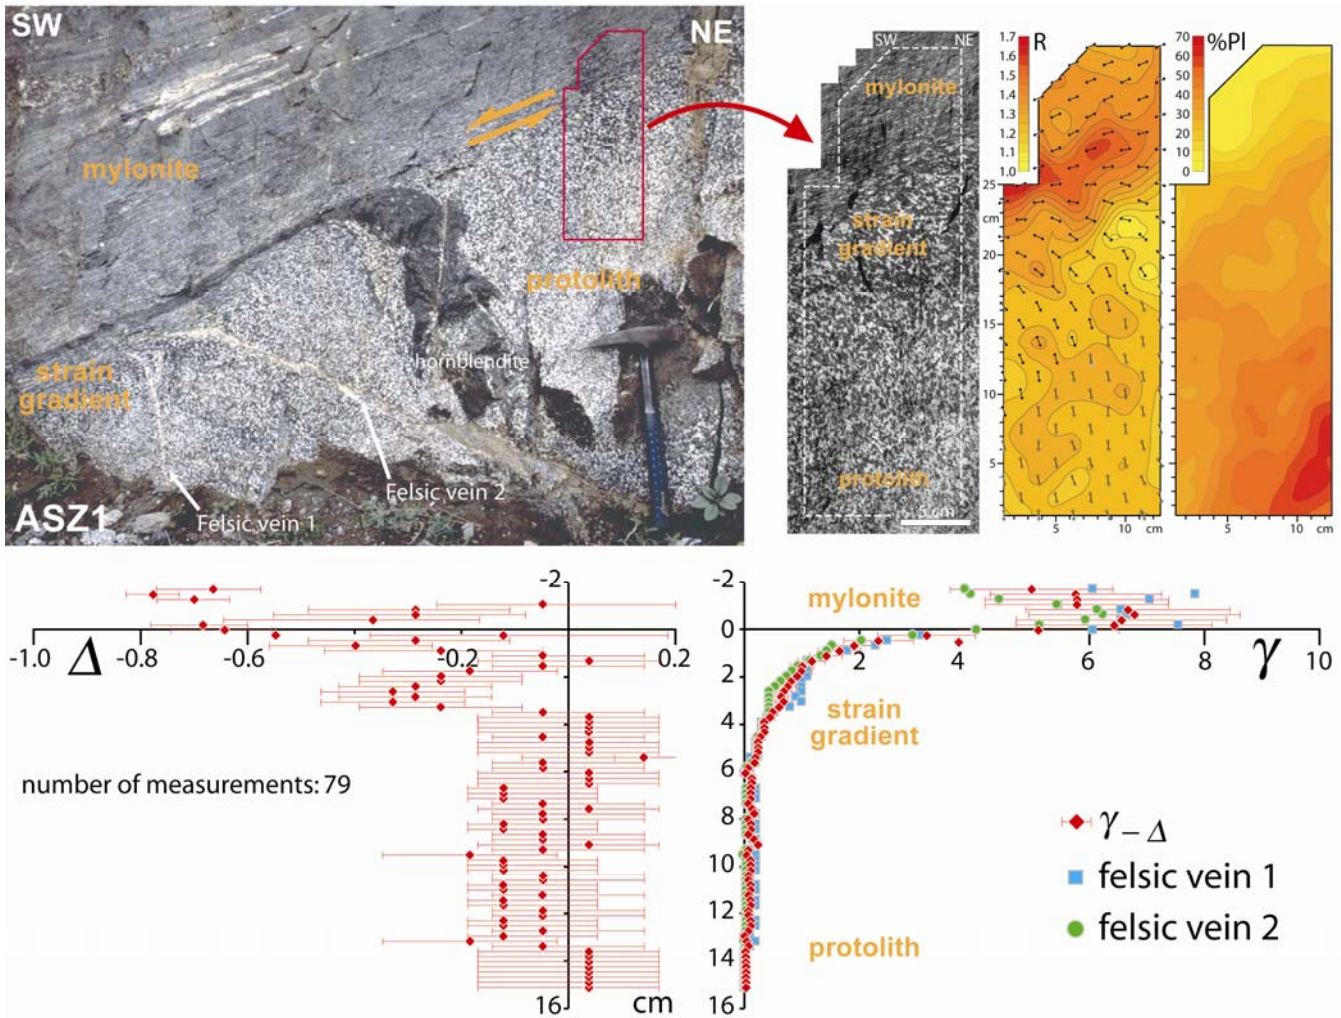 SW
NE
mylonite
protolith
hornblendite
strain
gradient
Felsic vein 2
Felsic vein 1
ASZ1
SW
NE
mylonite
strain
gradient
protolith
5 cm
1.7
R
1.6
1.5
1.4
1.3
1.2
1.1
1.0
25
cm
20
15
10
5
5
10
cm
70
%Pl
60
50
40
30
20
10
0
5
10
cm
-2
-1.0
Δ
-0.8
-0.6
-0.2
0.2
number of measurements: 79
16
cm
-2
mylonite
0
2
4
6
8
γ
10
2
strain
gradient
4
6
8
10
12
protolith
14
16
γ−Δ
felsic vein 1
felsic vein 2